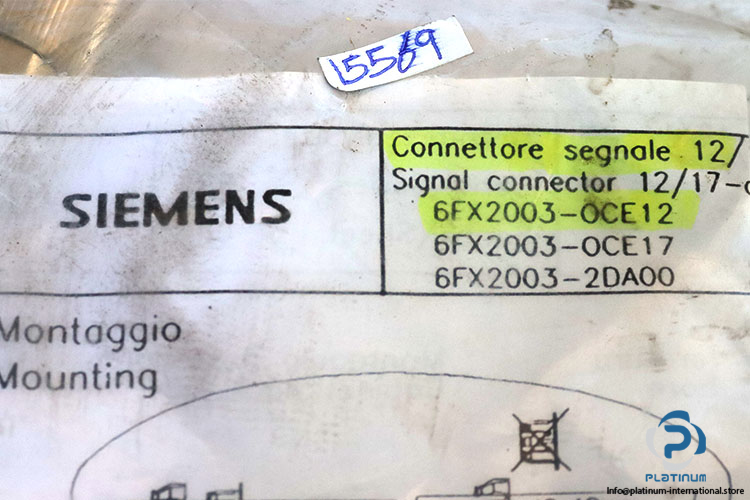 15569
SIEMENS
Connettore segnale 12/
Signal connector 12/17-
6FX2003-0CE12
6FX2003-0CE17
6FX2003-2DA00
Montaggio
Mounting
PLATINUM
info@platinum-international.store